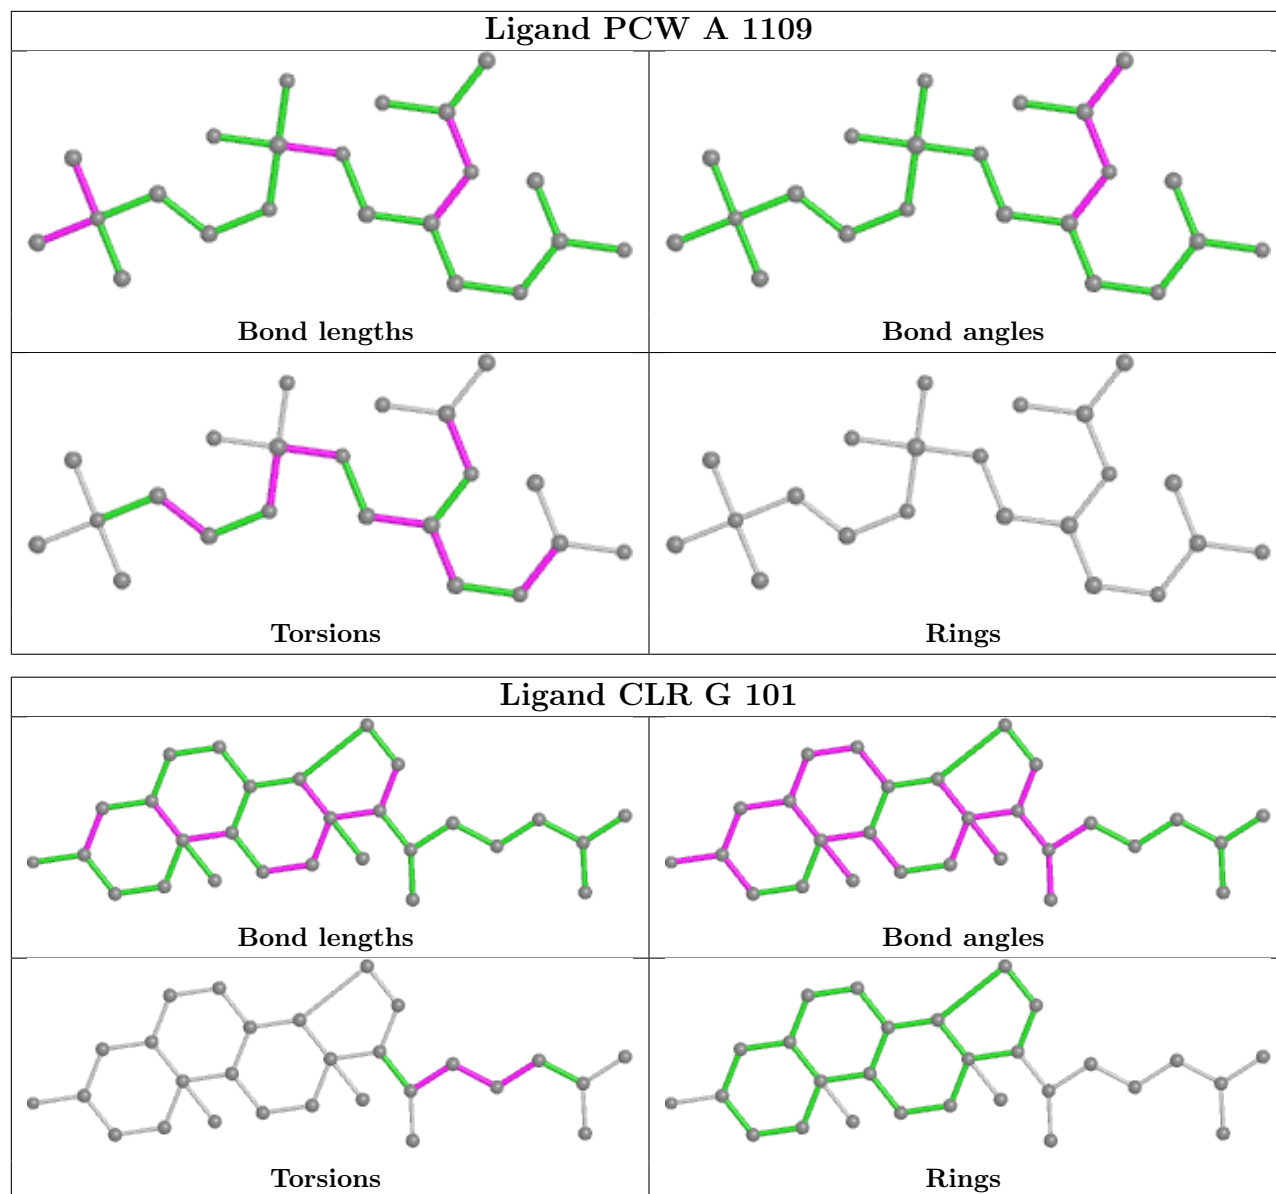 Ligand PCW A 1109
Bond lengths
Bond angles
Torsions
Rings
Ligand CLR G 101
Bond lengths
Bond angles
Torsions
Rings